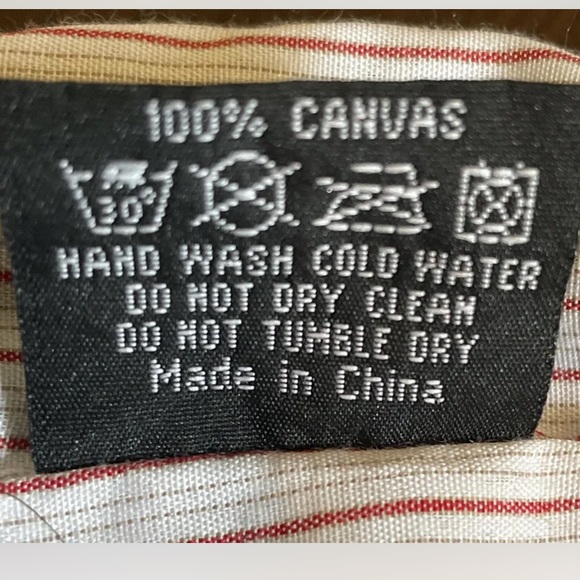 100% CANVAS
30°
HAND WASH COLD WATER
DO NOT DRY CLEAN
DO NOT TUMBLE DRY
Made in China